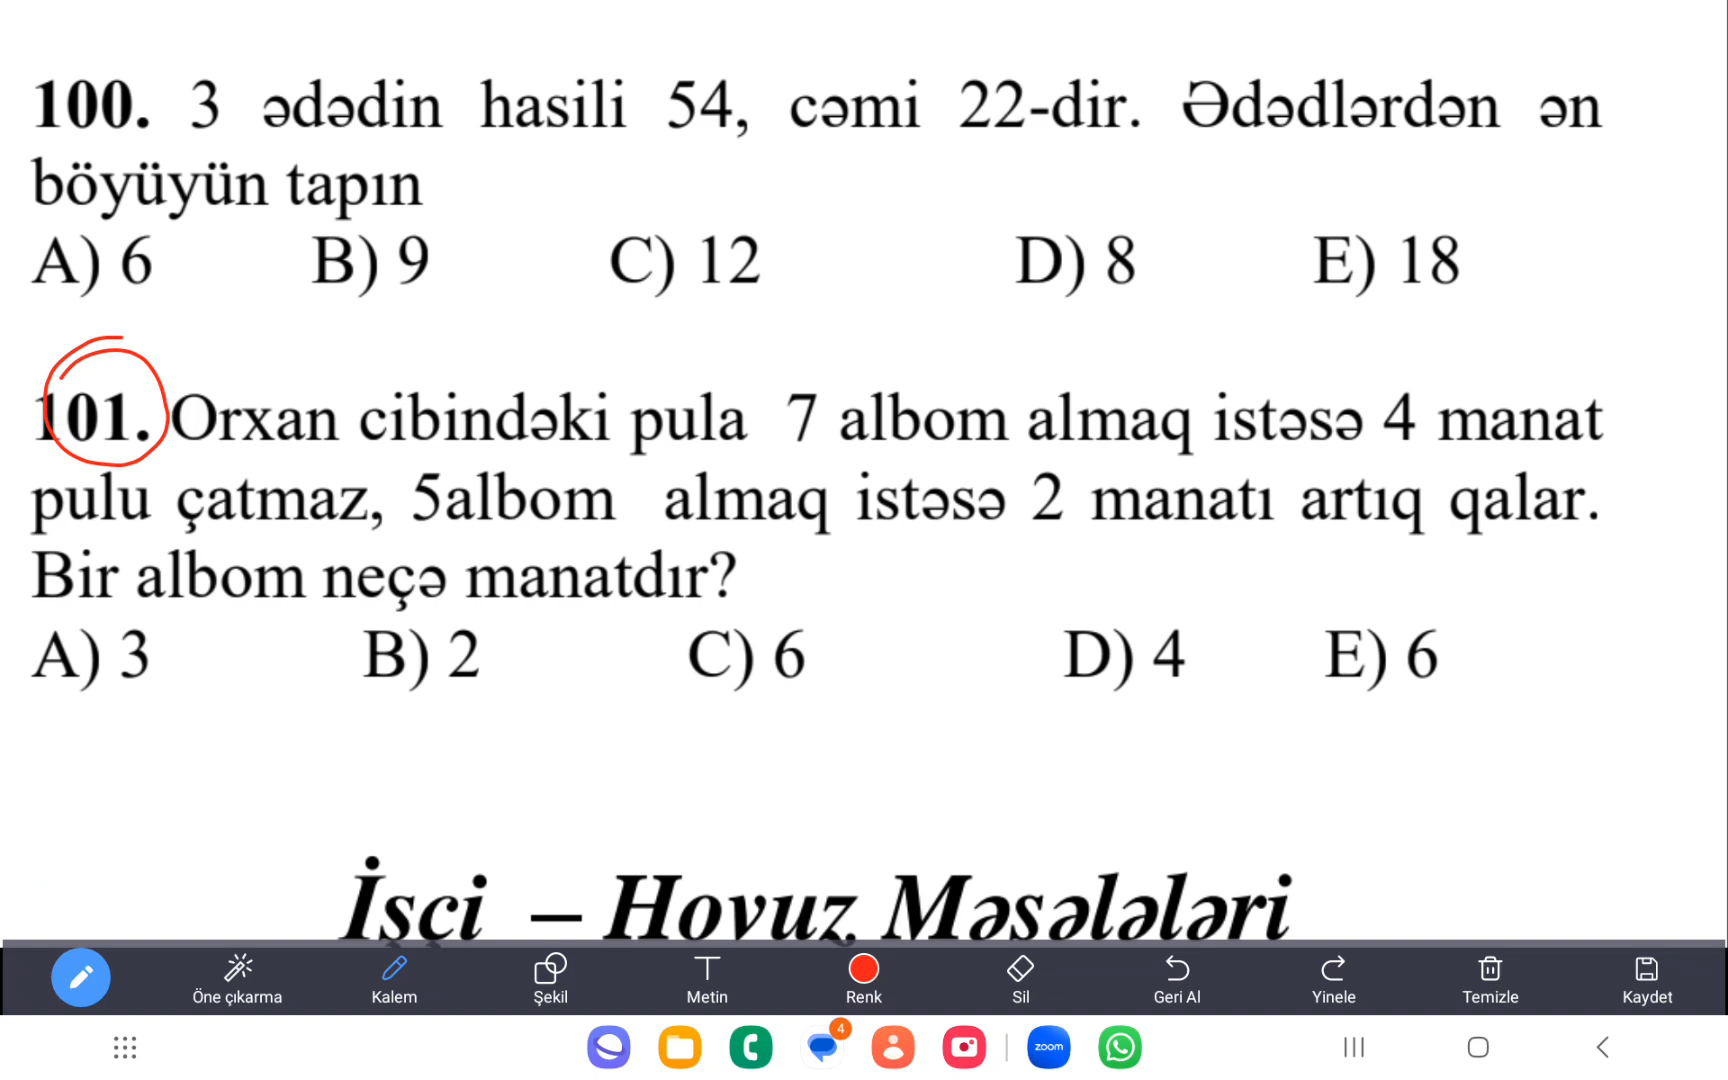 100. 3 ədədin hasili 54, cəmi 22-dir. Ədədlərdən ən
böyüyün tapın
A) 6 B) 9 C) 12 D) 8 E) 18
101. Orxan cibindəki pula 7 albom almaq istəsə 4 manat
pulu çatmaz, 5albom almaq istəsə 2 manatı artıq qalar.
Bir albom neçə manatdır?
A) 3 B) 2 C) 6 D) 4 E) 6
İşçi – Hovuz Məsələləri
Öne çıkarma Kalem Şekil Metin Renk Sil Geri Al Yinele Temizle Kaydet
4
zoom